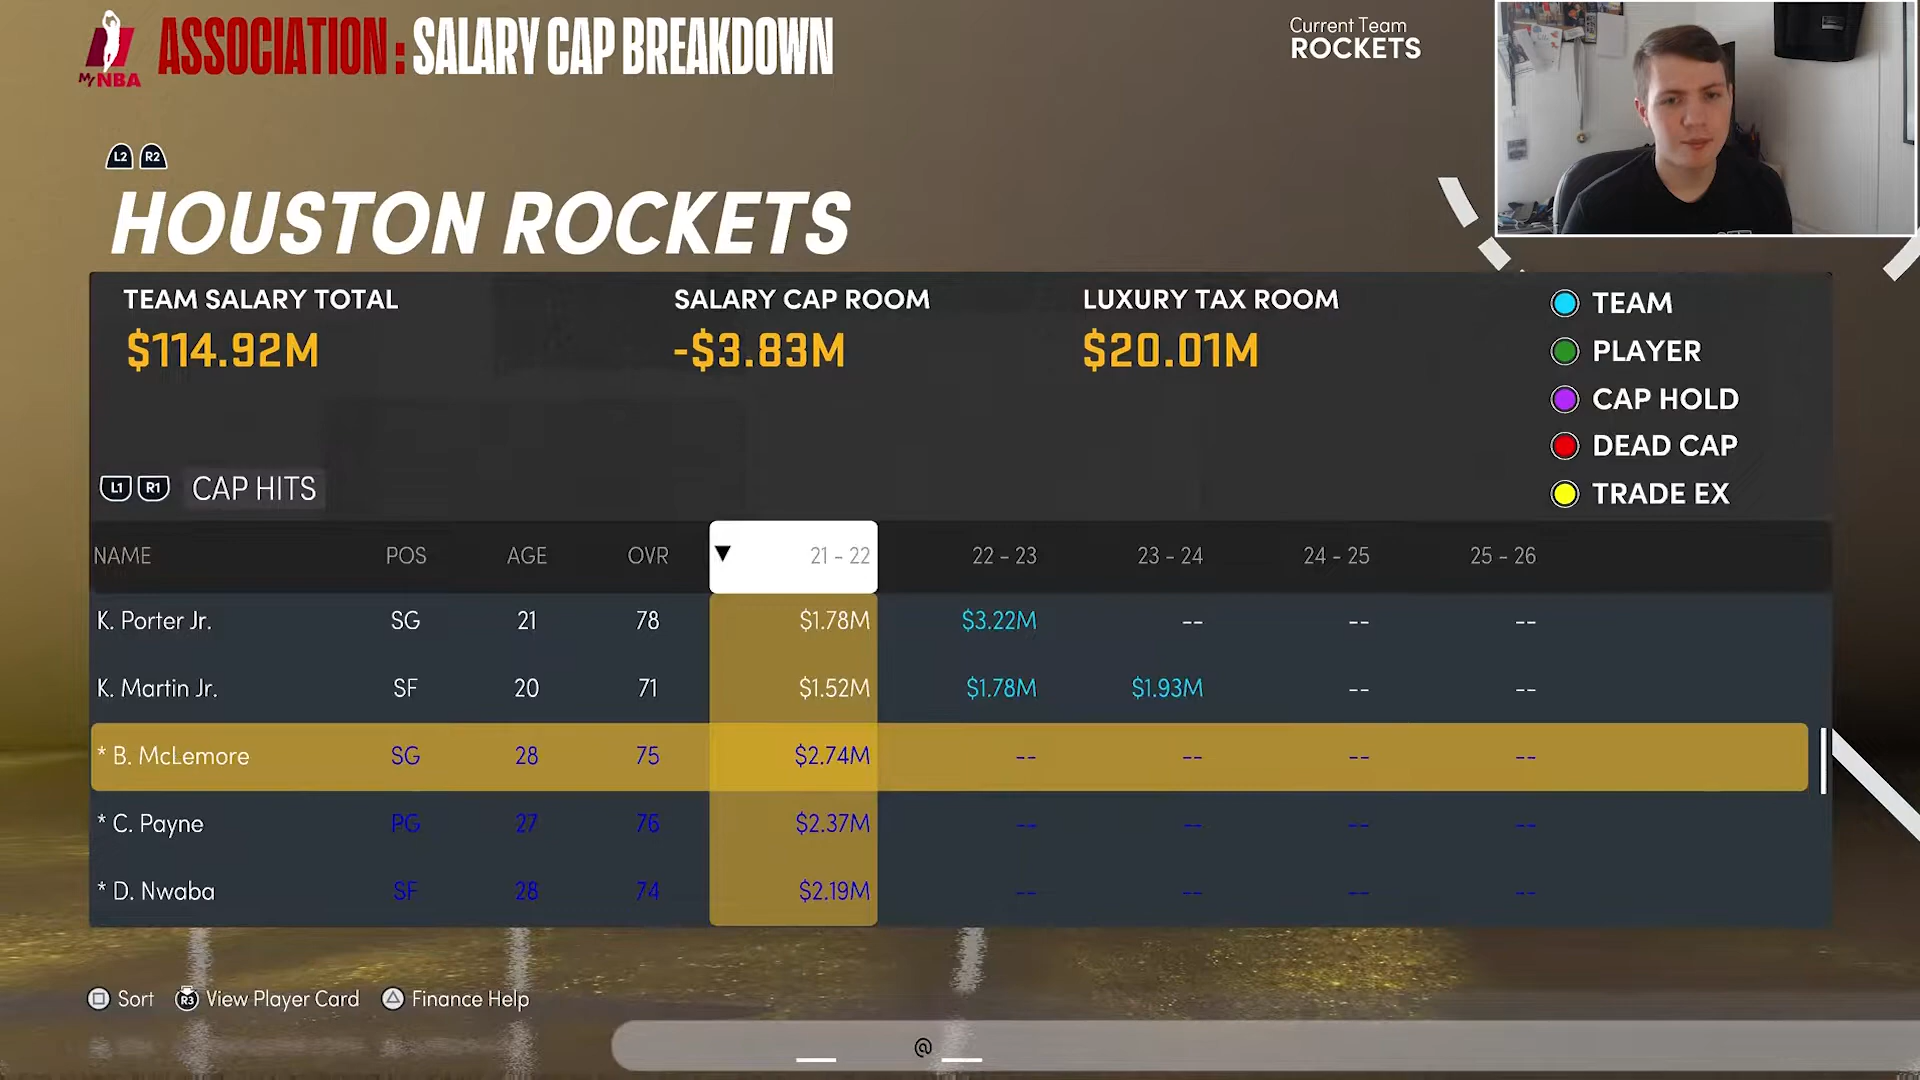 My NBA
ASSOCIATION : SALARY CAP BREAKDOWN
Current Team
ROCKETS
L2 R2
HOUSTON ROCKETS
TEAM SALARY TOTAL SALARY CAP ROOM LUXURY TAX ROOM
$114.92M -$3.83M $20.01M
TEAM
PLAYER
CAP HOLD
DEAD CAP
TRADE EX
L1 R1 CAP HITS
NAME POS AGE OVR 21 - 22 22 - 23 23 - 24 24 - 25 25 - 26
K. Porter Jr. SG 21 78 $1.78M $3.22M -- -- --
K. Martin Jr. SF 20 71 $1.52M $1.78M $1.93M -- --
* B. McLemore SG 28 75 $2.74M -- -- -- --
* C. Payne PG 27 76 $2.37M -- -- -- --
* D. Nwaba SF 28 74 $2.19M -- -- -- --
Sort R3 View Player Card Finance Help
@